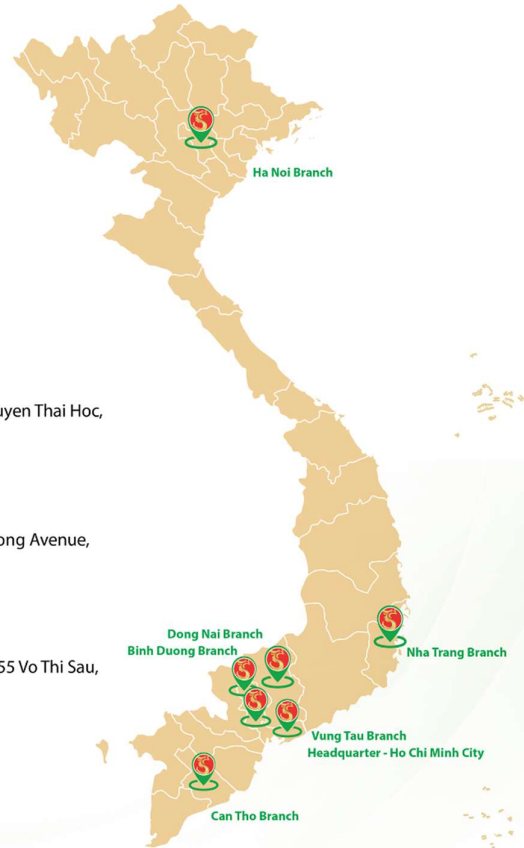 Ha Noi Branch
uyen Thai Hoc,
ong Avenue,
Dong Nai Branch
Binh Duong Branch
Nha Trang Branch
55 Vo Thi Sau,
Vung Tau Branch
Headquarter - Ho Chi Minh City
Can Tho Branch